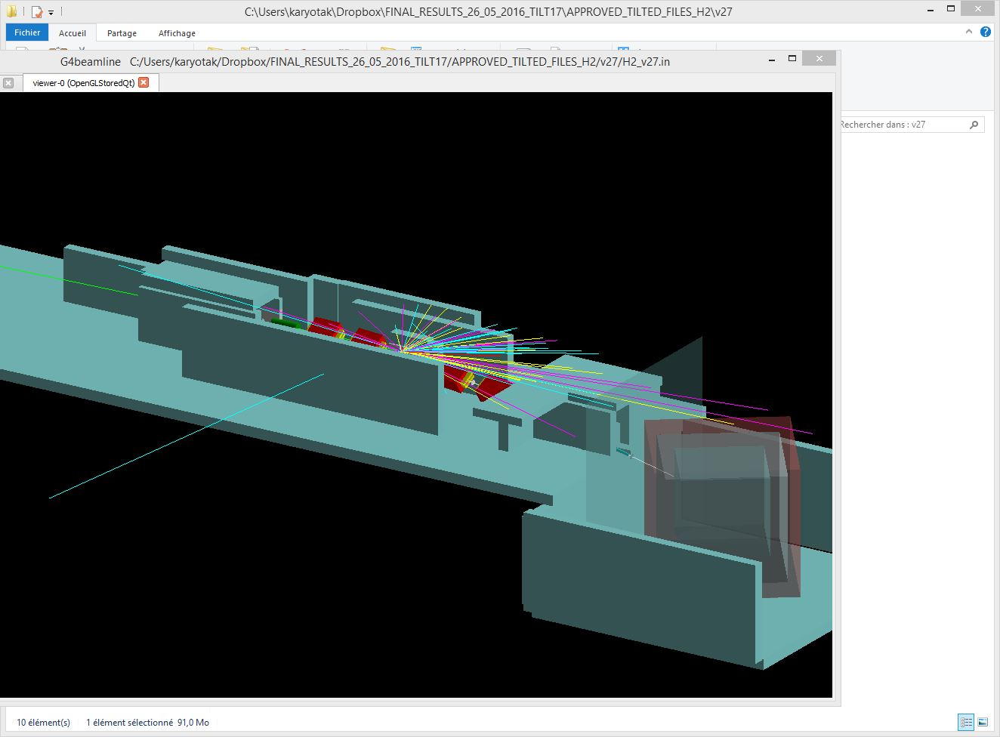 C:\Users\karyotak\Dropbox\FINAL_RESULTS_26_05_2016_TILT17\APPROVED_TILTED_FILES_H2\v27
Fichier Accueil Partage Affichage
G4beamline C:/Users/karyotak/Dropbox/FINAL_RESULTS_26_05_2016_TILT17/APPROVED_TILTED_FILES_H2/v27/H2_v27.in
viewer-0 (OpenGLStoredQt)
Rechercher dans : v27
10 élément(s) 1 élément sélectionné 91,0 Mo